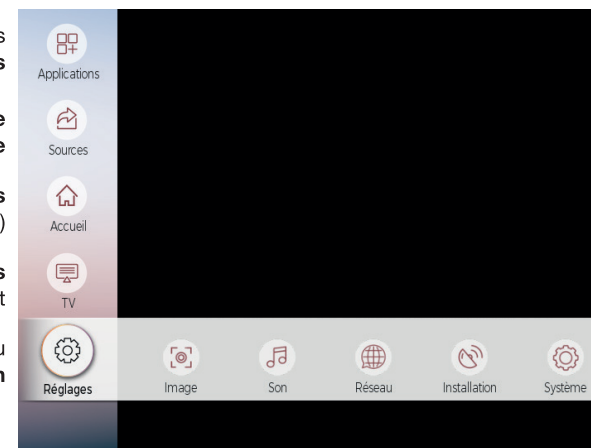 s
s
e
e
s
)
s
t
u
n
Applications
Sources
Accueil
TV
Réglages
Image Son Réseau Installation Système